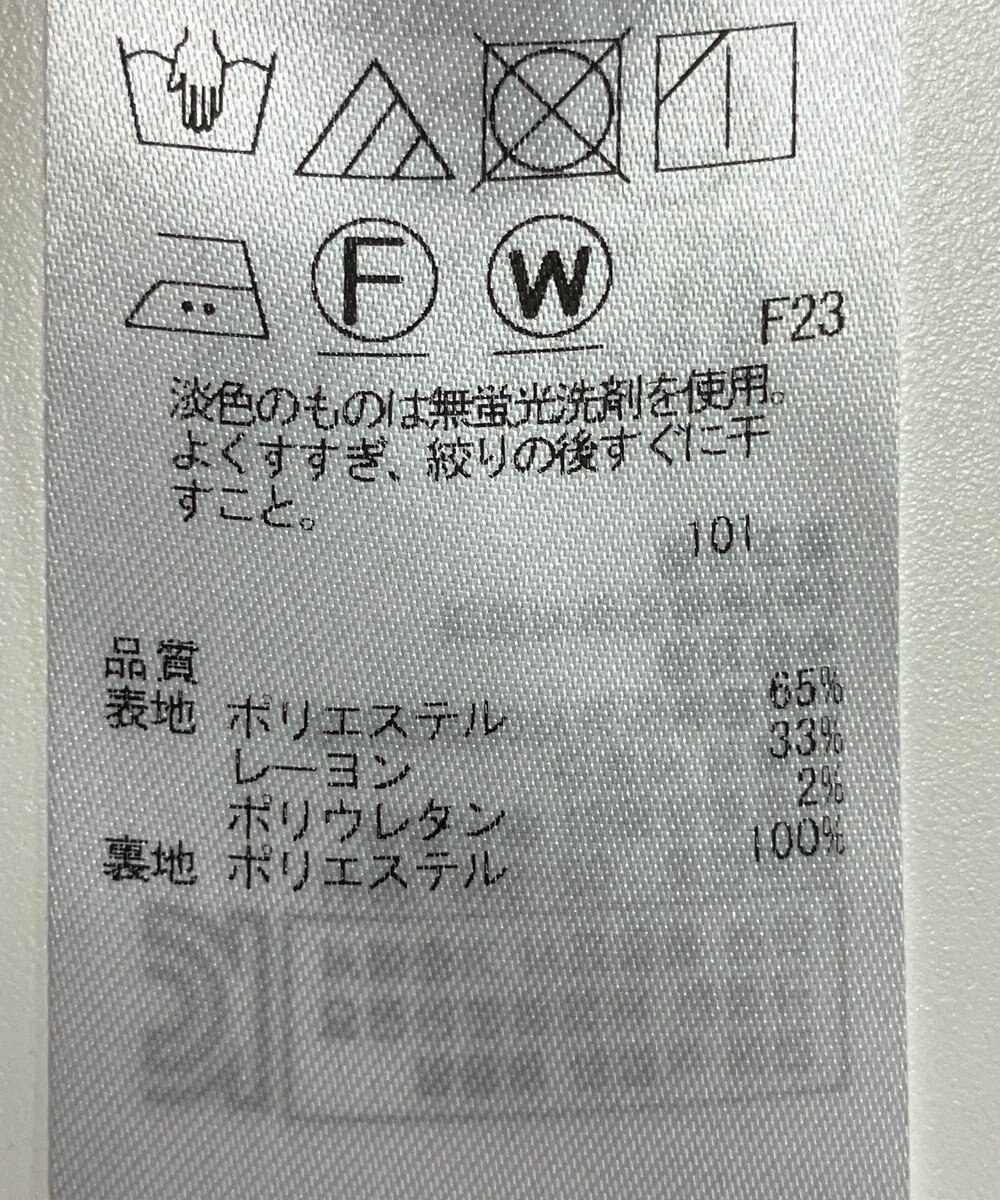 F W
F23
淡色のものは無蛍光洗剤を使用。
よくすすぎ、絞りの後すぐに干
すこと。
101
品質
表地 ポリエステル 65%
レーヨン 33%
ポリウレタン 2%
裏地 ポリエステル 100%